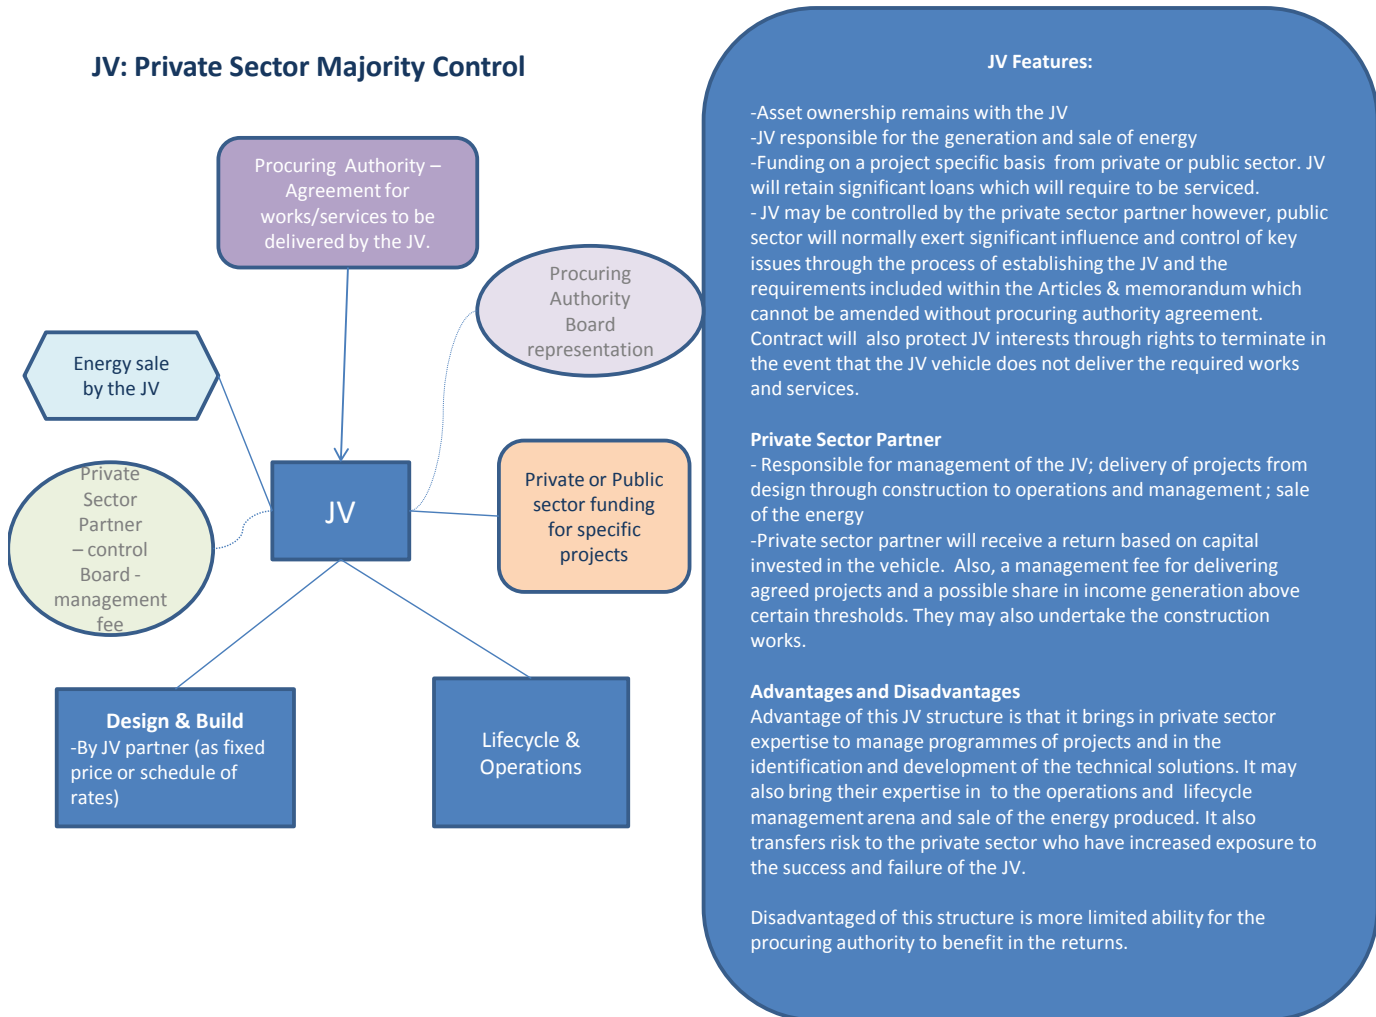 JV: Private Sector Majority Control
Procuring Authority –
Agreement for
works/services to be
delivered by the JV.
Procuring
Authority
Board
representation
Energy sale
by the JV
Private
Sector
Partner
– control
Board -
management
fee
JV
Private or Public
sector funding
for specific
projects
Design & Build
-By JV partner (as fixed
price or schedule of
rates)
Lifecycle &
Operations
JV Features:
-Asset ownership remains with the JV
-JV responsible for the generation and sale of energy
-Funding on a project specific basis from private or public sector. JV
will retain significant loans which will require to be serviced.
- JV may be controlled by the private sector partner however, public
sector will normally exert significant influence and control of key
issues through the process of establishing the JV and the
requirements included within the Articles & memorandum which
cannot be amended without procuring authority agreement.
Contract will also protect JV interests through rights to terminate in
the event that the JV vehicle does not deliver the required works
and services.
Private Sector Partner
- Responsible for management of the JV; delivery of projects from
design through construction to operations and management ; sale
of the energy
-Private sector partner will receive a return based on capital
invested in the vehicle. Also, a management fee for delivering
agreed projects and a possible share in income generation above
certain thresholds. They may also undertake the construction
works.
Advantages and Disadvantages
Advantage of this JV structure is that it brings in private sector
expertise to manage programmes of projects and in the
identification and development of the technical solutions. It may
also bring their expertise in to the operations and lifecycle
management arena and sale of the energy produced. It also
transfers risk to the private sector who have increased exposure to
the success and failure of the JV.
Disadvantaged of this structure is more limited ability for the
procuring authority to benefit in the returns.